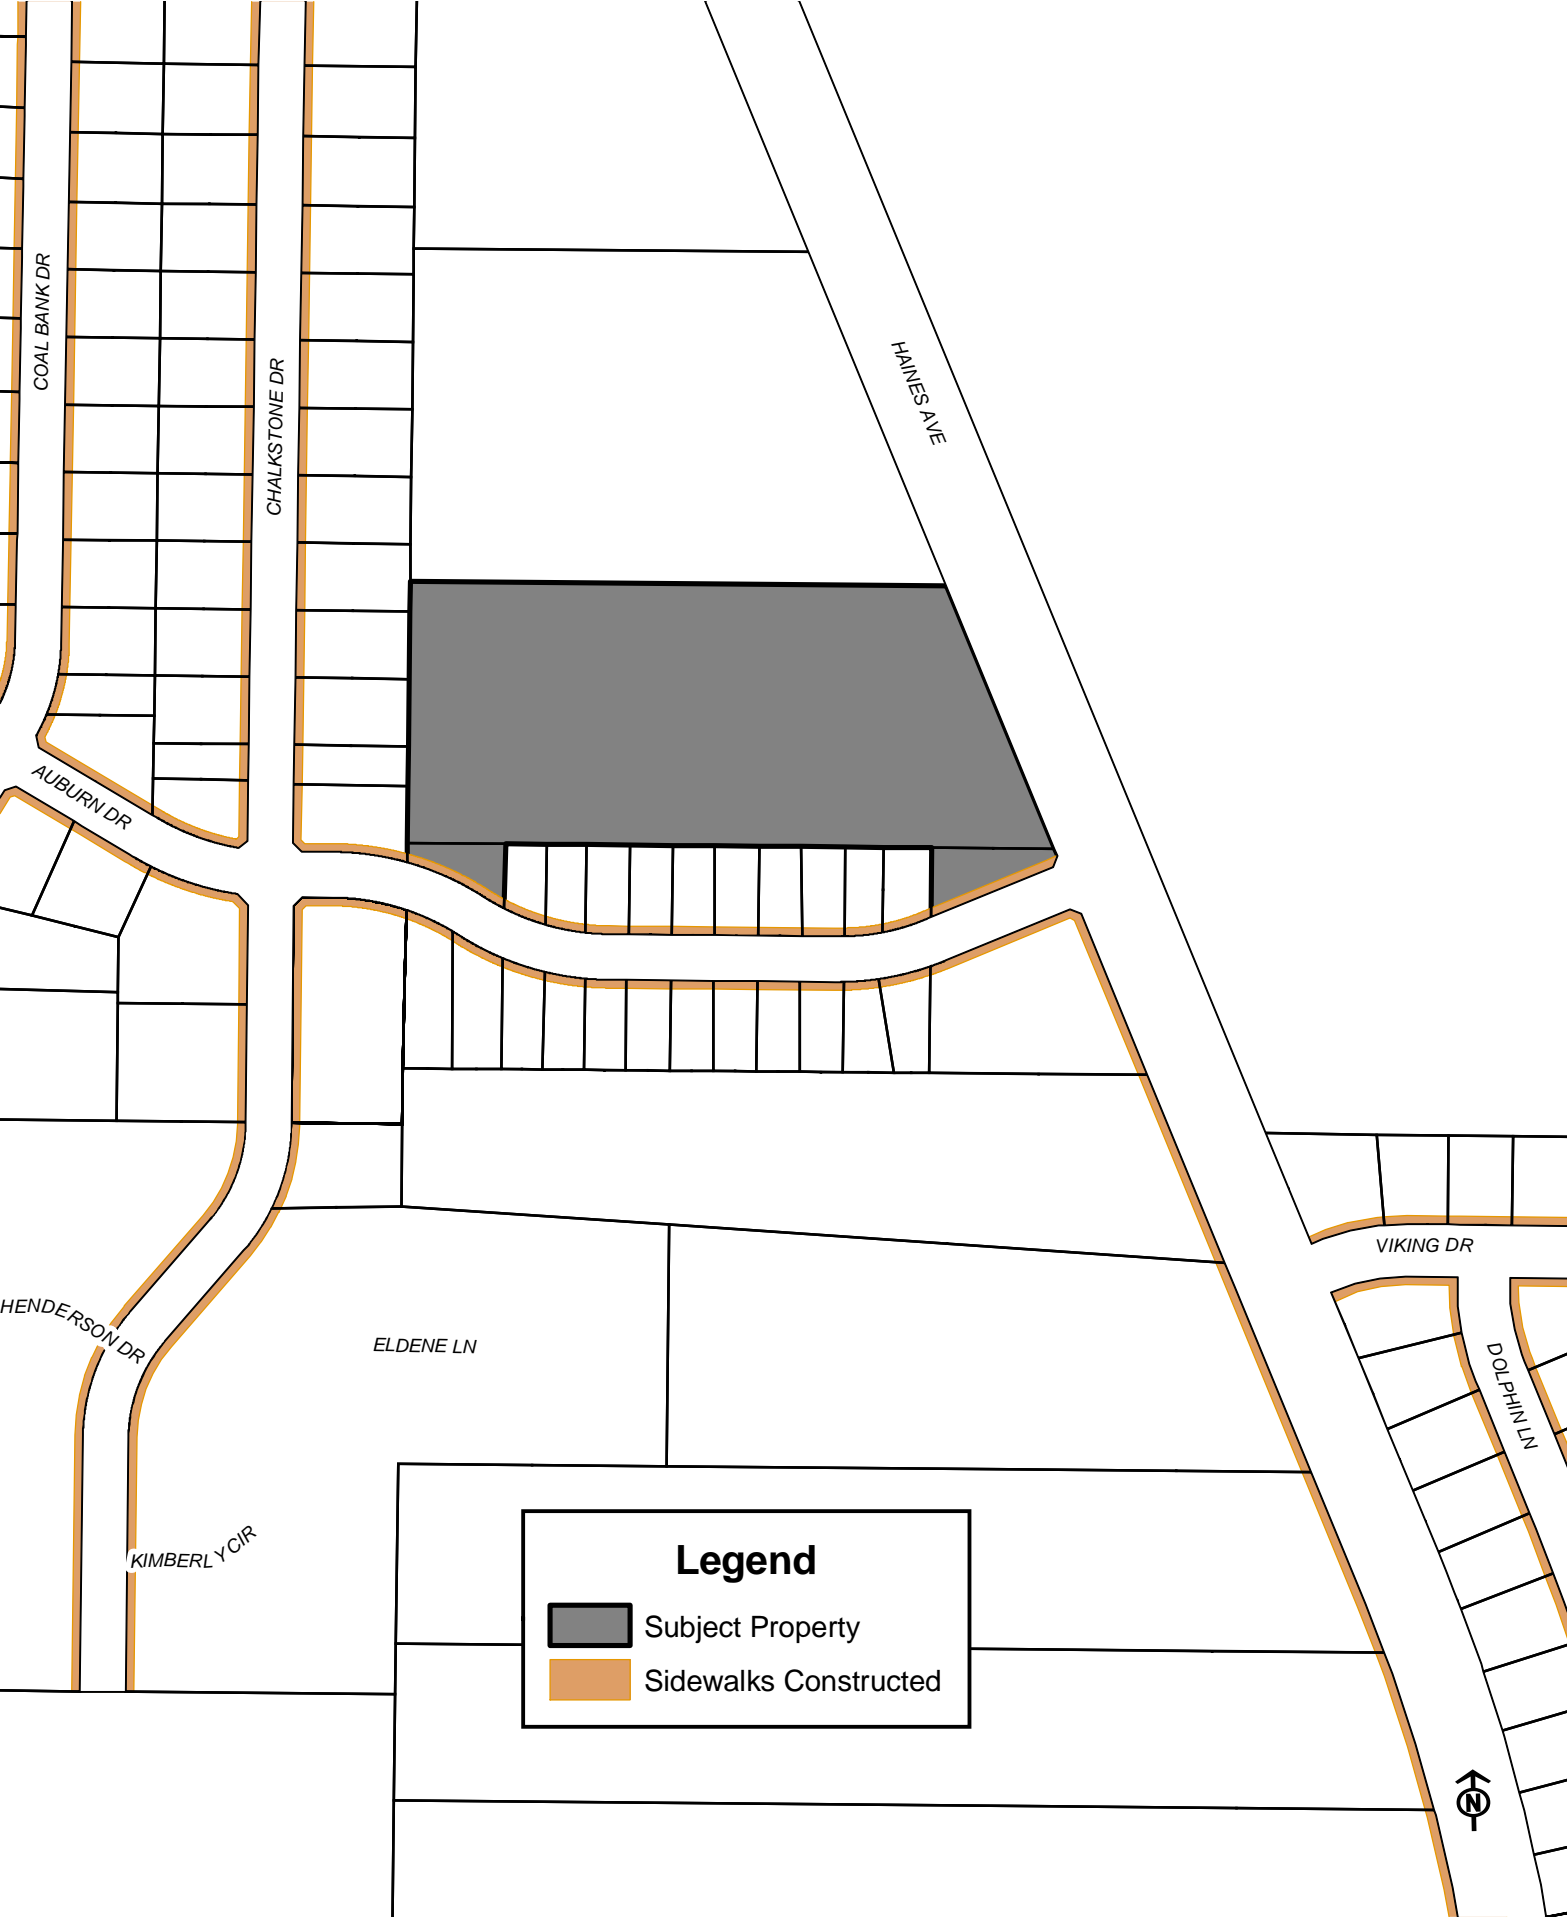 COAL BANK DR
CHALKSTONE DR
HAINES AVE
AUBURN DR
VIKING DR
HENDERSON DR
ELDENE LN
DOLPHIN LN
KIMBERLY CIR
Legend
Subject Property
Sidewalks Constructed
N